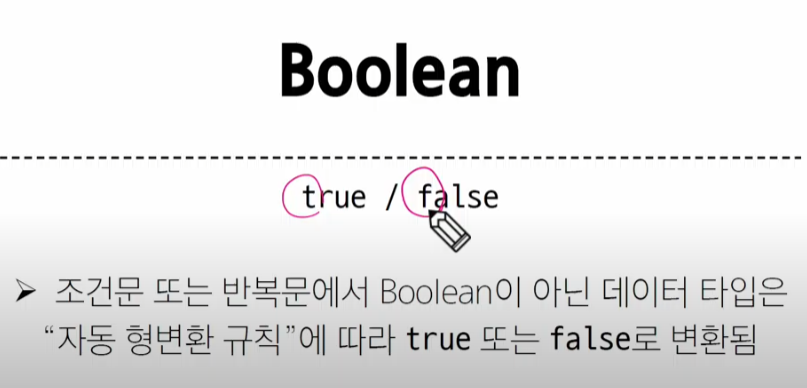 Boolean
true / false
➤ 조건문 또는 반복문에서 Boolean이 아닌 데이터 타입은
“자동 형변환 규칙”에 따라 true 또는 false로 변환됨